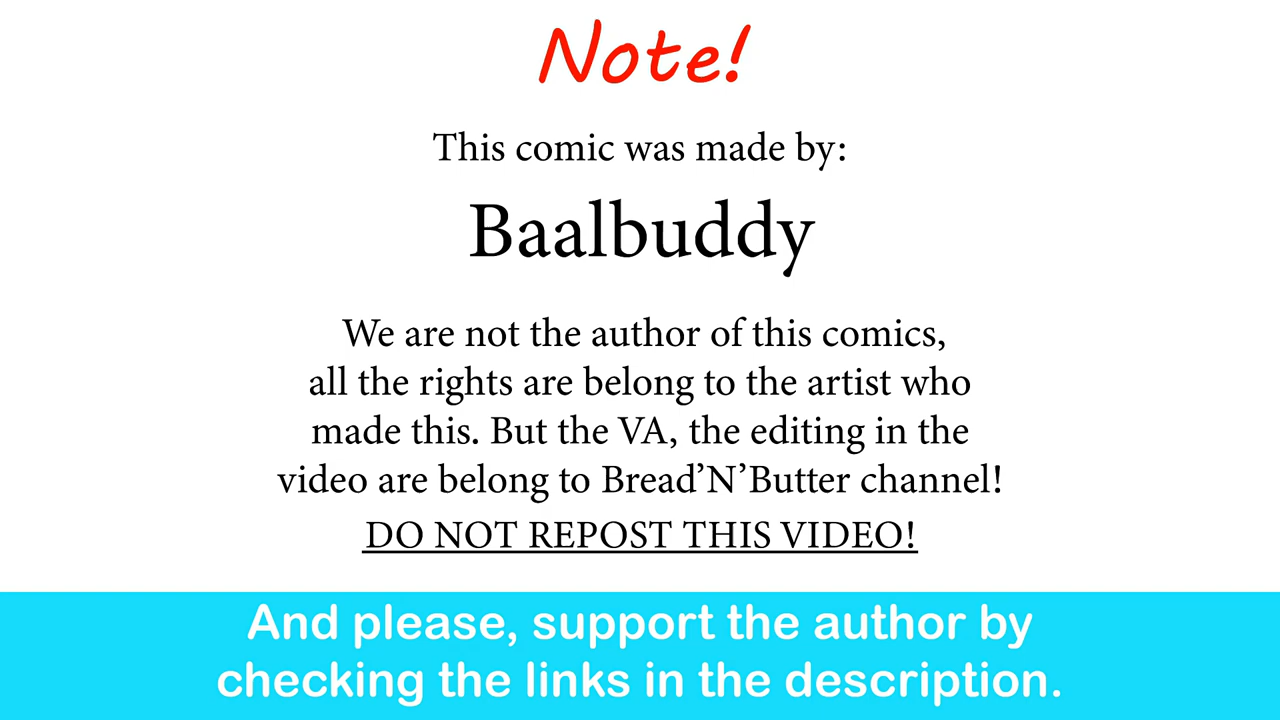 Note!
This comic was made by:
Baalbuddy
We are not the author of this comics,
all the rights are belong to the artist who
made this. But the VA, the editing in the
video are belong to Bread’N’Butter channel!
DO NOT REPOST THIS VIDEO!
And please, support the author by
checking the links in the description.